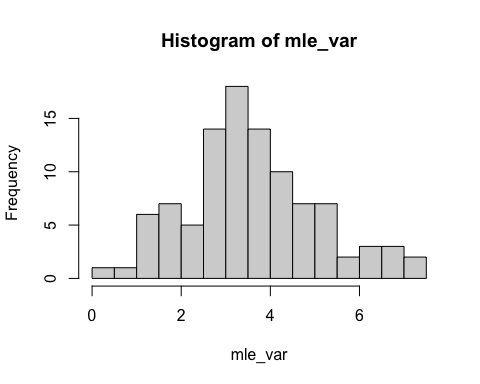 Histogram of mle_var
Frequency
15
10
5
0
0 2 4 6
mle_var